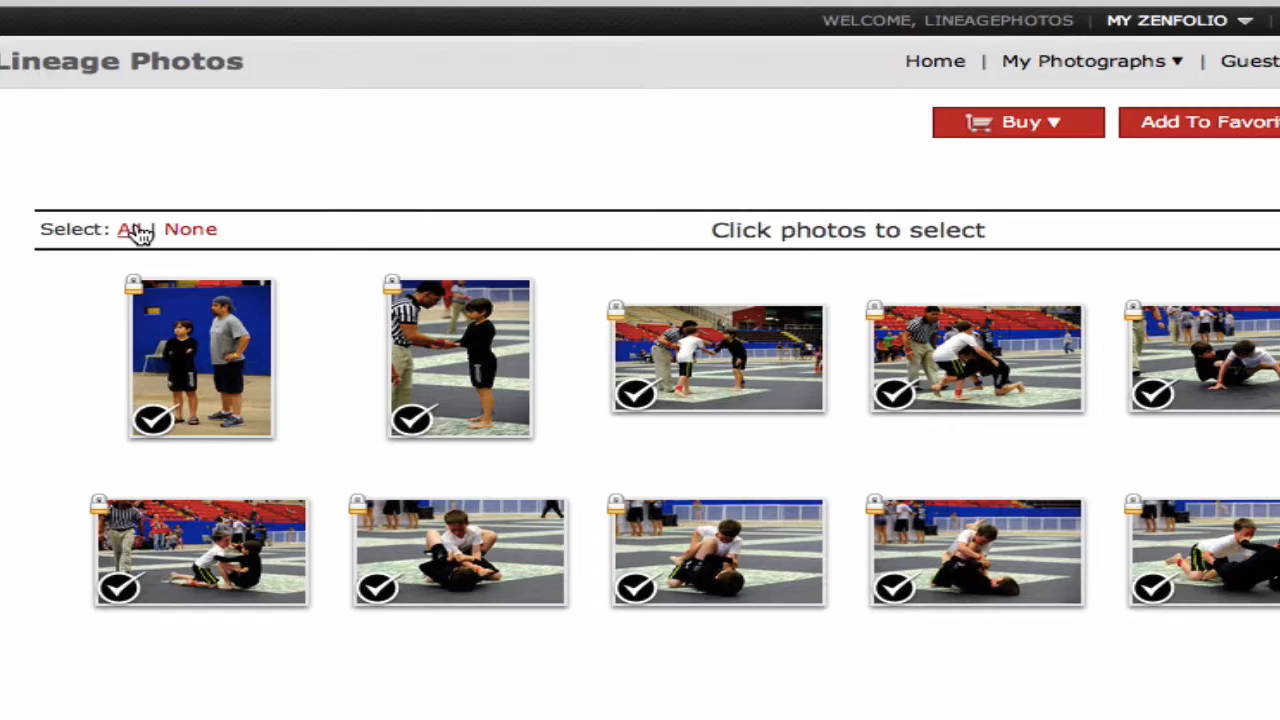 WELCOME, LINEAGEPHOTOS | MY ZENFOLIO ▼ |
Lineage Photos
Home | My Photographs ▼ | Guest
Buy ▼
Add To Favori
Select: All | None
Click photos to select